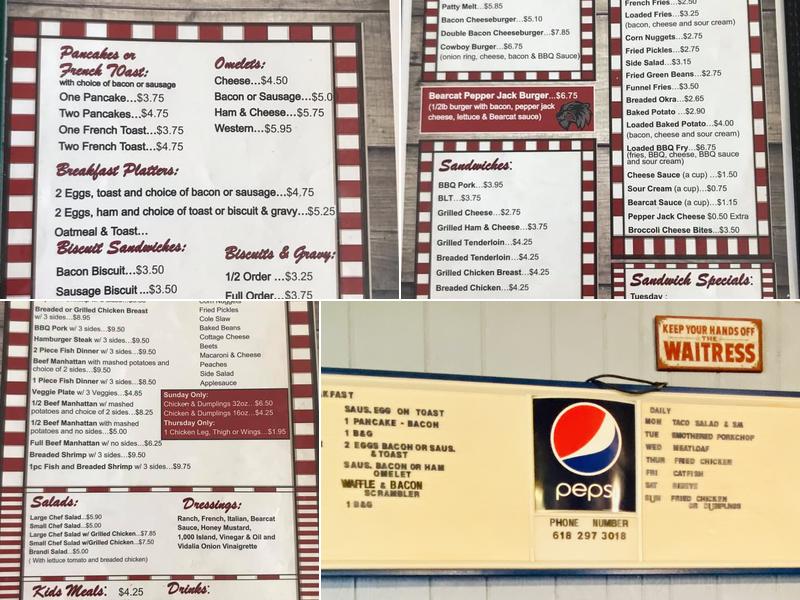 Pancakes or
French TOast:
with choice of bacon or sausage
One Pancake...$3.75
Two Pancakes...$4.75
One French Toast...$3.75
Two French Toast...$4.75
Omelets:
Cheese...$4.50
Bacon or Sausage...$5.0
Ham & Cheese...$5.75
Western...$5.95
Breakfast Platters:
2 Eggs, toast and choice of bacon or sausage...$4,75
2 Eggs, ham and choice of toast or biscuit & gravy...$5.25
Oatmeal & Toast...
Biscuit Sandwiches:
Bacon Biscuit...$3.50
Sausage Biscuit ...$3.50
Biscuits & Gravy:
1/2 Order ...$3.25
Full Order...$3.75
Patty Melt...$5.85
Bacon Cheeseburger...$5.10
Double Bacon Cheeseburger...$7.85
Cowboy Burger...$6.75
(onion ring, cheese, bacon & BBQ Sauce)
Bearcat Pepper Jack Burger...$6.75
(1/2lb burger with bacon, pepper jack
cheese, lettuce & Bearcat sauce)
Sandwiches:
BBQ Pork...$3.95
BLT...$3.75
Grilled Cheese...$2.75
Grilled Ham & Cheese...$3.75
Grilled Tenderloin...$4.25
Breaded Tenderloin...$4.25
Grilled Chicken Breast...$4.25
Breaded Chicken...$4.25
French Fries...$2.50
Loaded Fries...$3.25
(bacon, cheese and sour cream)
Corn Nuggets...$2.75
Fried Pickles...$2.75
Side Salad...$3.15
Fried Green Beans...$2.75
Funnel Fries...$3.50
Breaded Okra...$2.65
Baked Potato ...$2.90
Loaded Baked Potato...$4.00
(bacon, cheese and sour cream)
Loaded BBQ Fry...$6.75
(fries, BBQ, cheese, BBQ sauce
and sour cream)
Cheese Sauce (a cup) ...$1.50
Sour Cream (a cup)...$0.75
Bearcat Sauce (a cup)...$1.15
Pepper Jack Cheese $0.50 Extra
Broccoli Cheese Bites...$3.50
Sandwich Specials:
Tuesday :
Breaded or Grilled Chicken Breast
w/ 3 sides...$8.95
BBQ Pork w/ 3 sides...$9.50
Hamburger Steak w/ 3 sides...$9.50
2 Piece Fish Dinner w/ 3 sides...$9.50
Beef Manhattan with mashed potatoes and
choice of 2 sides...$9.50
1 Piece Fish Dinner w/ 3 sides...$8.50
Veggie Plate w/ 3 Veggies...$4.85
1/2 Beef Manhattan w/ mashed
potatoes and choice of 2 sides...$8.25
1/2 Beef Manhattan with mashed
potatoes and no sides...$5.00
Full Beef Manhattan w/ no sides...$6.25
Breaded Shrimp w/ 3 sides...$9.50
1pc Fish and Breaded Shrimp w/ 3 sides...$9.75
Corn Nuggets
Fried Pickles
Cole Slaw
Baked Beans
Cottage Cheese
Beets
Macaroni & Cheese
Peaches
Side Salad
Applesauce
Sunday Only:
Chicken & Dumplings 32oz...$6.50
Chicken & Dumplings 16oz...$4.25
Thursday Only:
1 Chicken Leg, Thigh or Wings...$1.95
Salads:
Large Chef Salad...$5.90
Small Chef Salad...$5.00
Large Chef Salad w/ Grilled Chicken...$7.85
Small Chef Salad w/Grilled Chicken...$7.50
Brandi Salad...$5.00
( With lettuce tomato and breaded chicken)
Dressings:
Ranch, French, Italian, Bearcat
Sauce, Honey Mustard,
1,000 Island, Vinegar & Oil and
Vidalia Onion Vinaigrette
Kids Meals: $4.25
Drinks:
KEEP YOUR HANDS OFF
THE
WAITRESS
KFAST
SAUS. EGG ON TOAST
1 PANCAKE - BACON
1 B&G
2 EGGS BACON OR SAUS.
& TOAST
SAUS. BACON OR HAM
OMELET
WAFFLE & BACON
SCRAMBLER
1 B&G
pepsi
PHONE NUMBER
618 297 3018
DAILY
MON TACO SALAD & SM
TUE SMOTHERED PORKCHOP
WED MEATLOAF
THUR FRIED CHICKEN
FRI CATFISH
SAT
SUN FRIED CHICKEN
OR DUMPLINGS